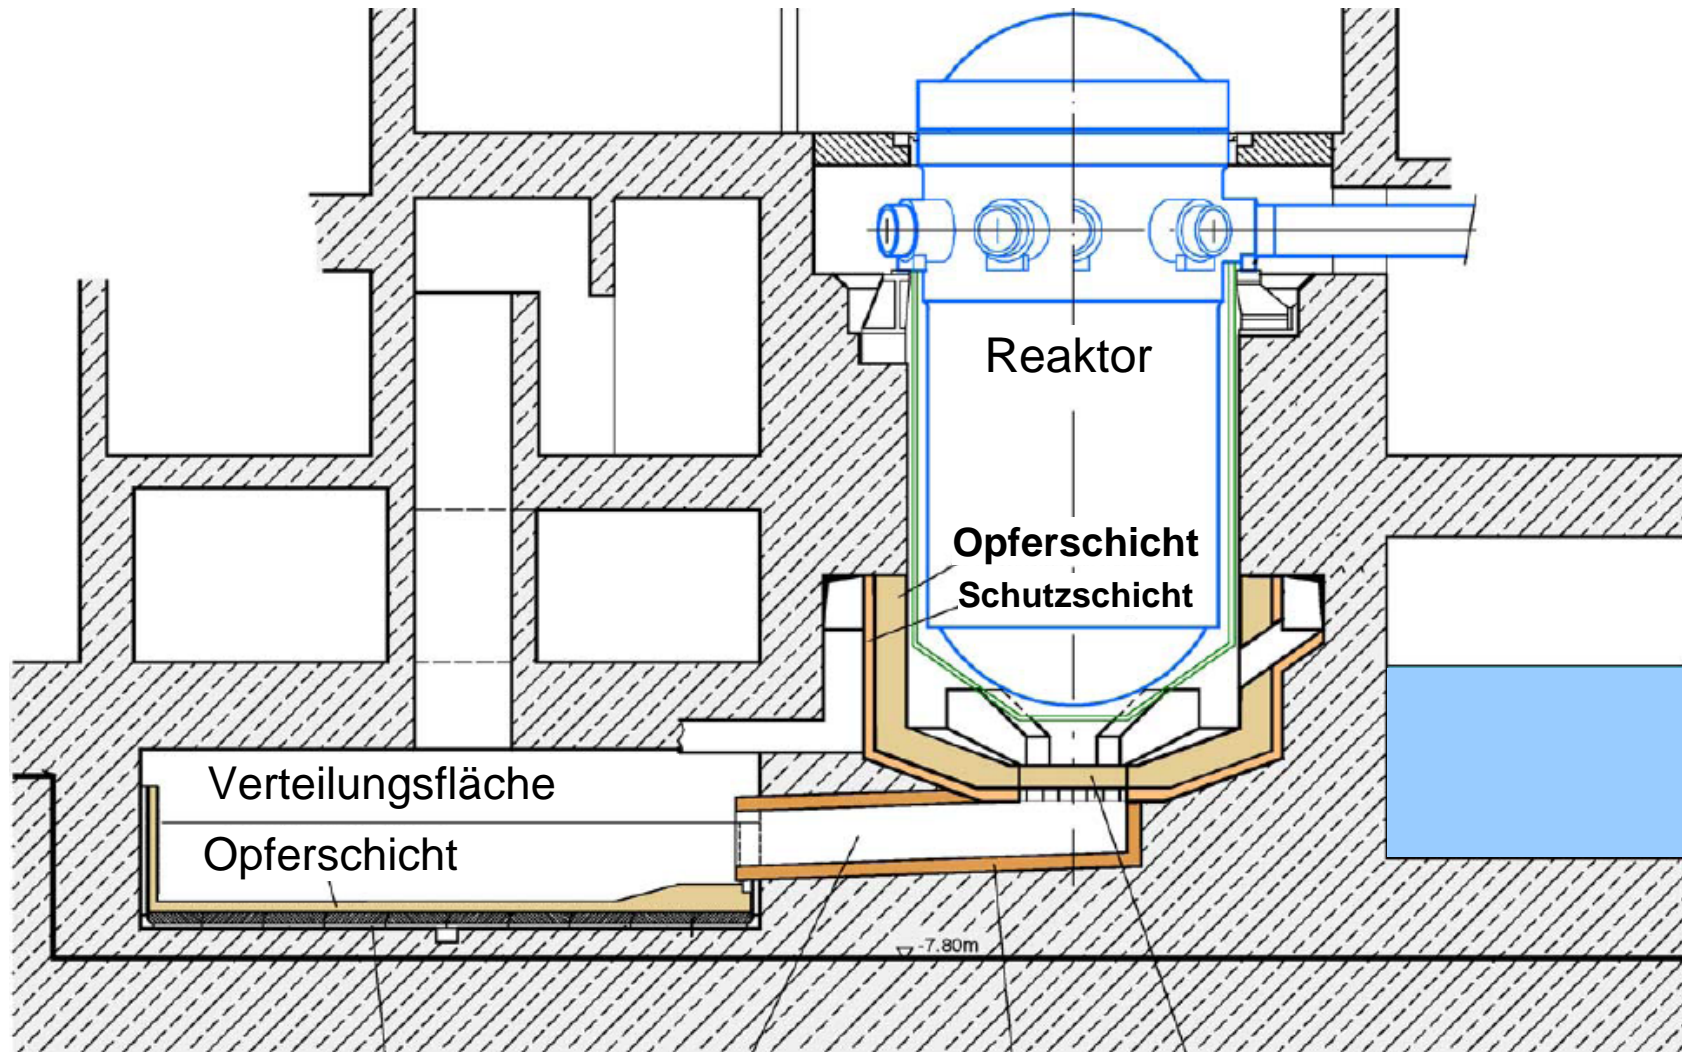 Reaktor
Opferschicht
Schutzschicht
Verteilungsfläche
Opferschicht
-7.80m